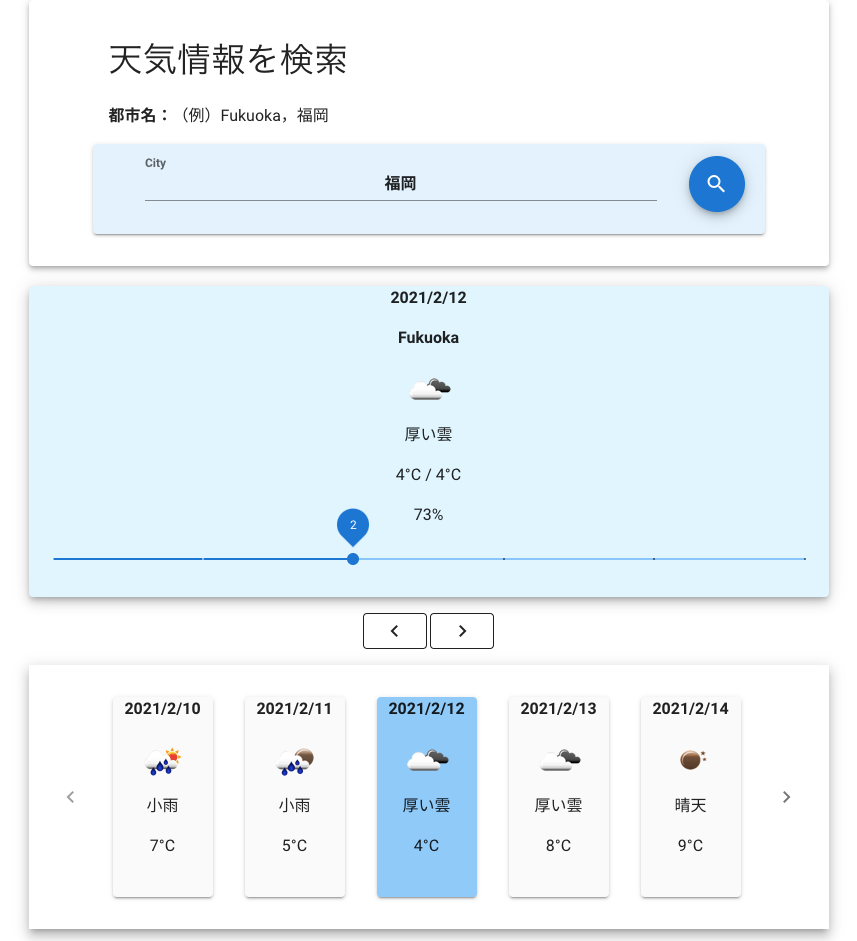 天気情報を検索
都市名：（例）Fukuoka，福岡
City
福岡
2021/2/12
Fukuoka
厚い雲
4°C / 4°C
73%
2
2021/2/10
小雨
7°C
2021/2/11
小雨
5°C
2021/2/12
厚い雲
4°C
2021/2/13
厚い雲
8°C
2021/2/14
晴天
9°C